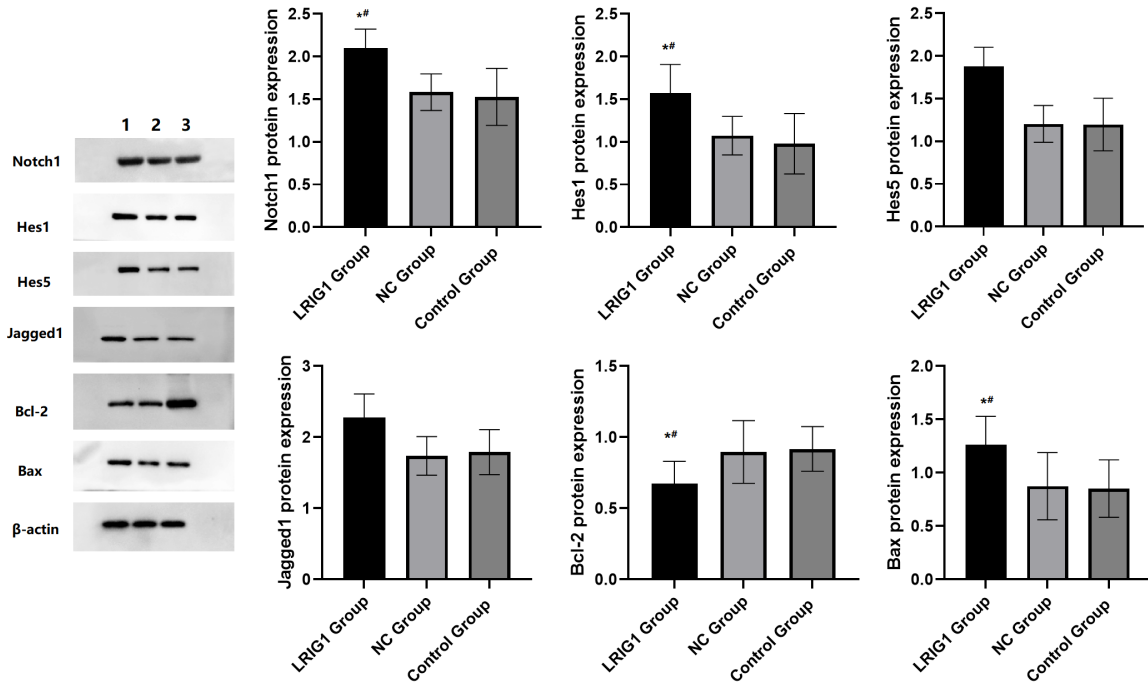 1 2 3
Notch1
Hes1
Hes5
Jagged1
Bcl-2
Bax
β-actin
Notch1 protein expression
2.5
2.0
1.5
1.0
0.5
0.0
*#
LRIG1 Group
NC Group
Control Group
Hes1 protein expression
2.5
2.0
1.5
1.0
0.5
0.0
*#
LRIG1 Group
NC Group
Control Group
Hes5 protein expression
2.5
2.0
1.5
1.0
0.5
0.0
LRIG1 Group
NC Group
Control Group
Jagged1 protein expression
3
2
1
0
LRIG1 Group
NC Group
Control Group
Bcl-2 protein expression
1.5
1.0
0.5
0.0
*#
LRIG1 Group
NC Group
Control Group
Bax protein expression
2.0
1.5
1.0
0.5
0.0
*#
LRIG1 Group
NC Group
Control Group